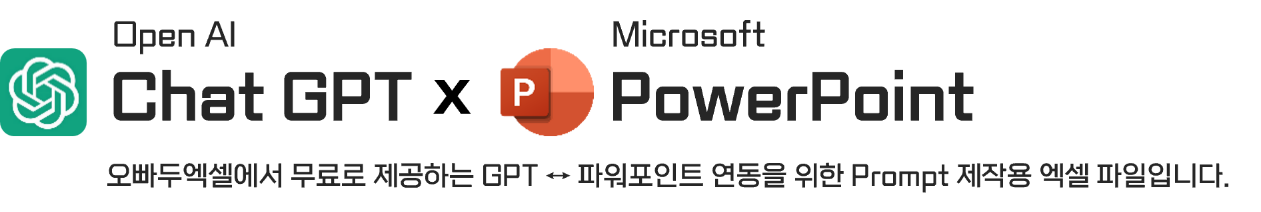 Open AI
Chat GPT x
Microsoft
P PowerPoint
오빠두엑셀에서 무료로 제공하는 GPT ↔ 파워포인트 연동을 위한 Prompt 제작용 엑셀 파일입니다.